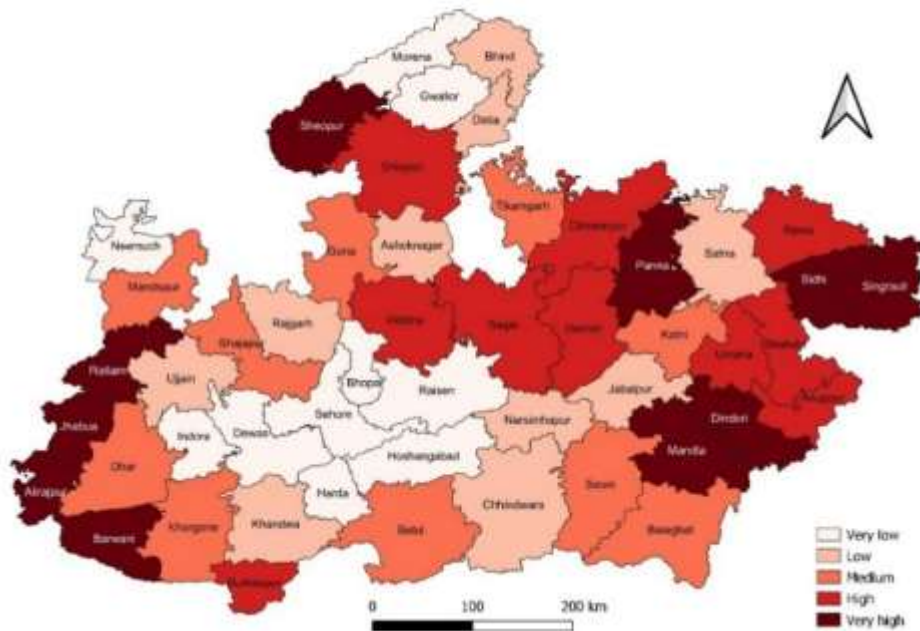 Morena
Bhind
Gwalior
Datia
Sheopur
Shivpuri
Tikamgarh
Chhatarpur
Rewa
Neemuch
Guna
Ashoknagar
Panna
Satna
Sidhi
Singrauli
Mandsaur
Vidisha
Sagar
Damoh
Katni
Rajgarh
Shajapur
Umaria
Shahdol
Ratlam
Ujjain
Bhopal
Raisen
Jabalpur
Anuppur
Jhabua
Indore
Dewas
Sehore
Narsinhapur
Dindori
Mandla
Dhar
Hoshangabad
Alirajpur
Harda
Chhindwara
Seoni
Barwani
Khargone
Khandwa
Betul
Balaghat
Burhanpur
Very low
Low
Medium
High
Very high
0 100 200 km